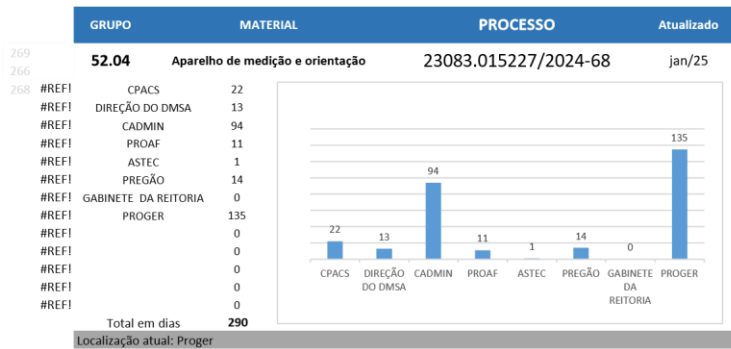 GRUPO MATERIAL PROCESSO Atualizado
269
52.04 Aparelho de medição e orientação 23083.015227/2024-68 jan/25
266
268 #REF! CPACS 22
#REF! DIREÇÃO DO DMSA 13
#REF! CADMIN 94
#REF! PROAF 11
#REF! ASTEC 1
#REF! PREGÃO 14
#REF! GABINETE DA REITORIA 0
#REF! PROGER 135
#REF! 0
#REF! 0
#REF! 0
#REF! 0
#REF! 0
Total em dias 290
22 13 94 11 1 14 0 135
CPACS DIREÇÃO CADMIN PROAF ASTEC PREGÃO GABINETE PROGER
DO DMSA DA
REITORIA
Localização atual: Proger